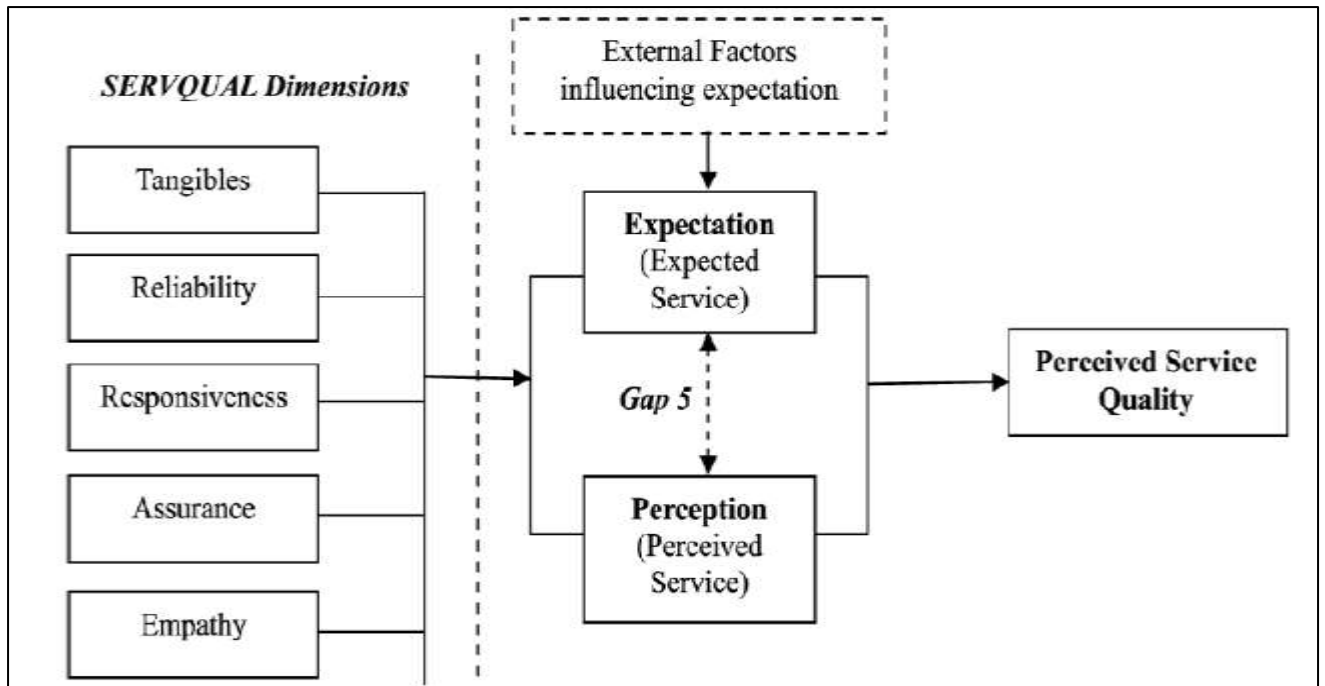 SERVQUAL Dimensions
Tangibles
Reliability
Responsiveness
Assurance
Empathy
External Factors
influencing expectation
Expectation
(Expected
Service)
Gap 5
Perception
(Perceived
Service)
Perceived Service
Quality